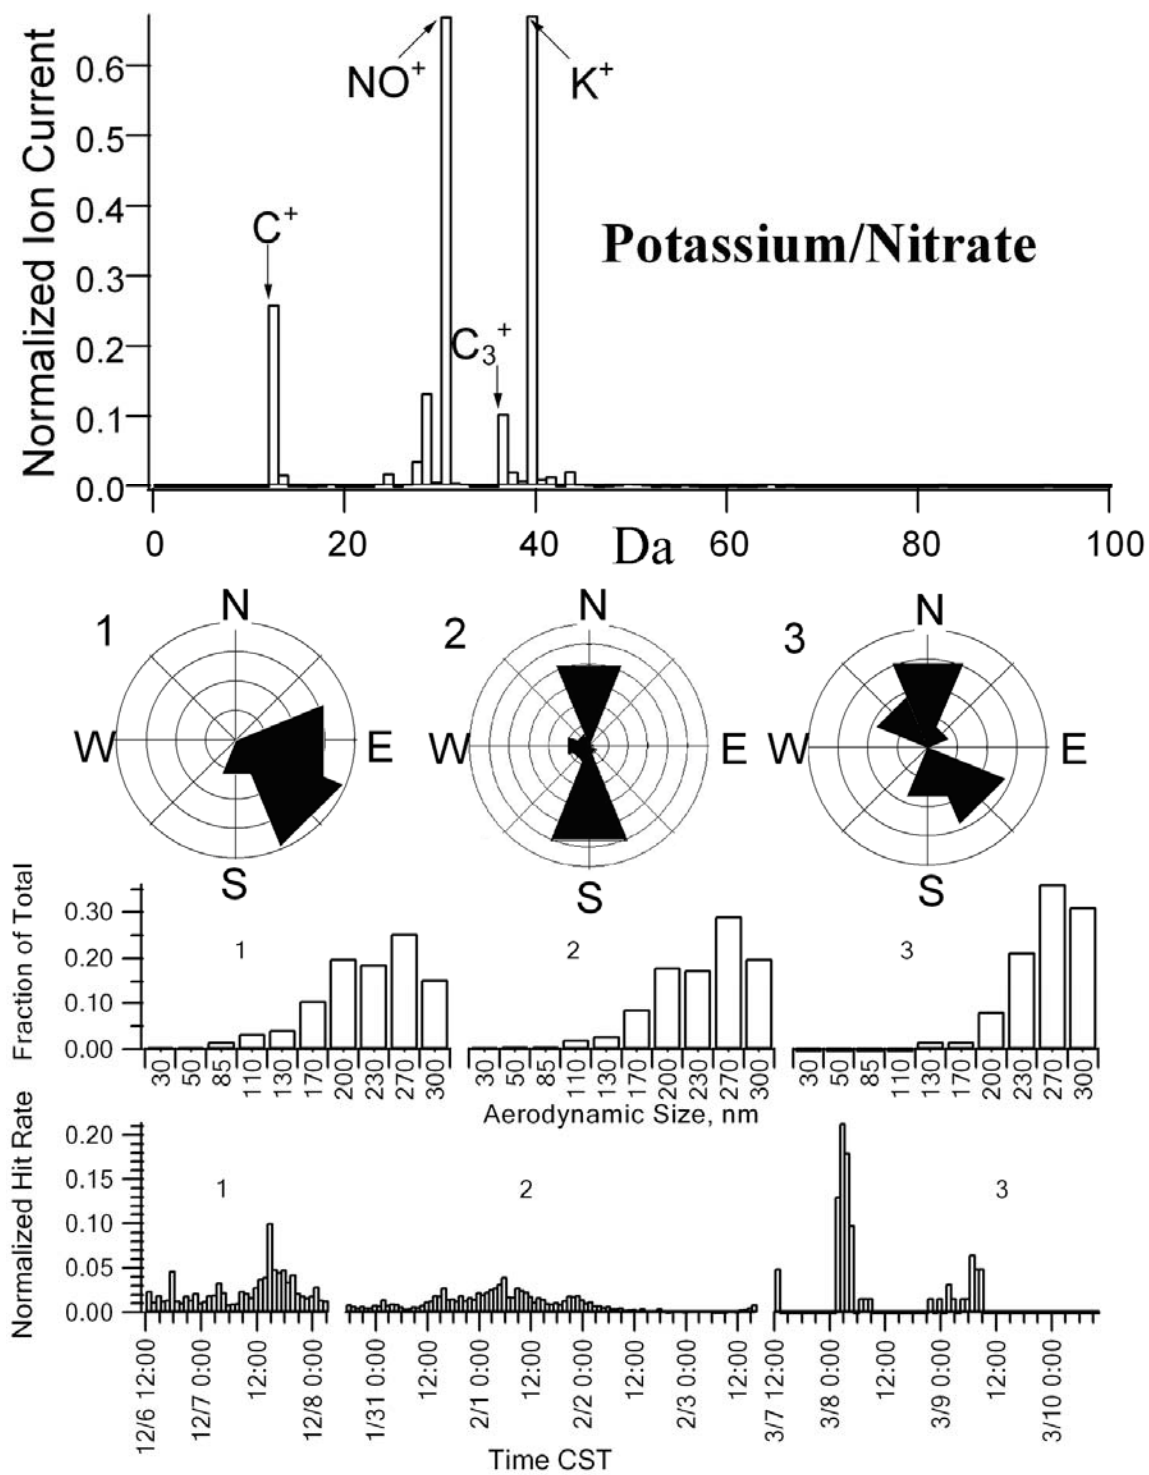 Normalized Ion Current
0.6
0.5
0.4
0.3
0.2
0.1
0.0
NO+
K+
C+
C3+
Potassium/Nitrate
0 20 40 Da 60 80 100
1 N W E S
2 N W E S
3 N W E S
Fraction of Total
0.30
0.20
0.10
0.00
1 2 3
30 50 85 110 130 170 200 230 270 300
30 50 85 110 130 170 200 230 270 300
30 50 85 110 130 170 200 230 270 300
Aerodynamic Size, nm
Normalized Hit Rate
0.20
0.15
0.10
0.05
0.00
1 2 3
12/6 12:00 12/7 0:00 12:00 12/8 0:00
1/31 0:00 12:00 2/1 0:00 12:00 2/2 0:00 12:00 2/3 0:00 12:00
3/7 12:00 3/8 0:00 12:00 3/9 0:00 12:00 3/10 0:00
Time CST